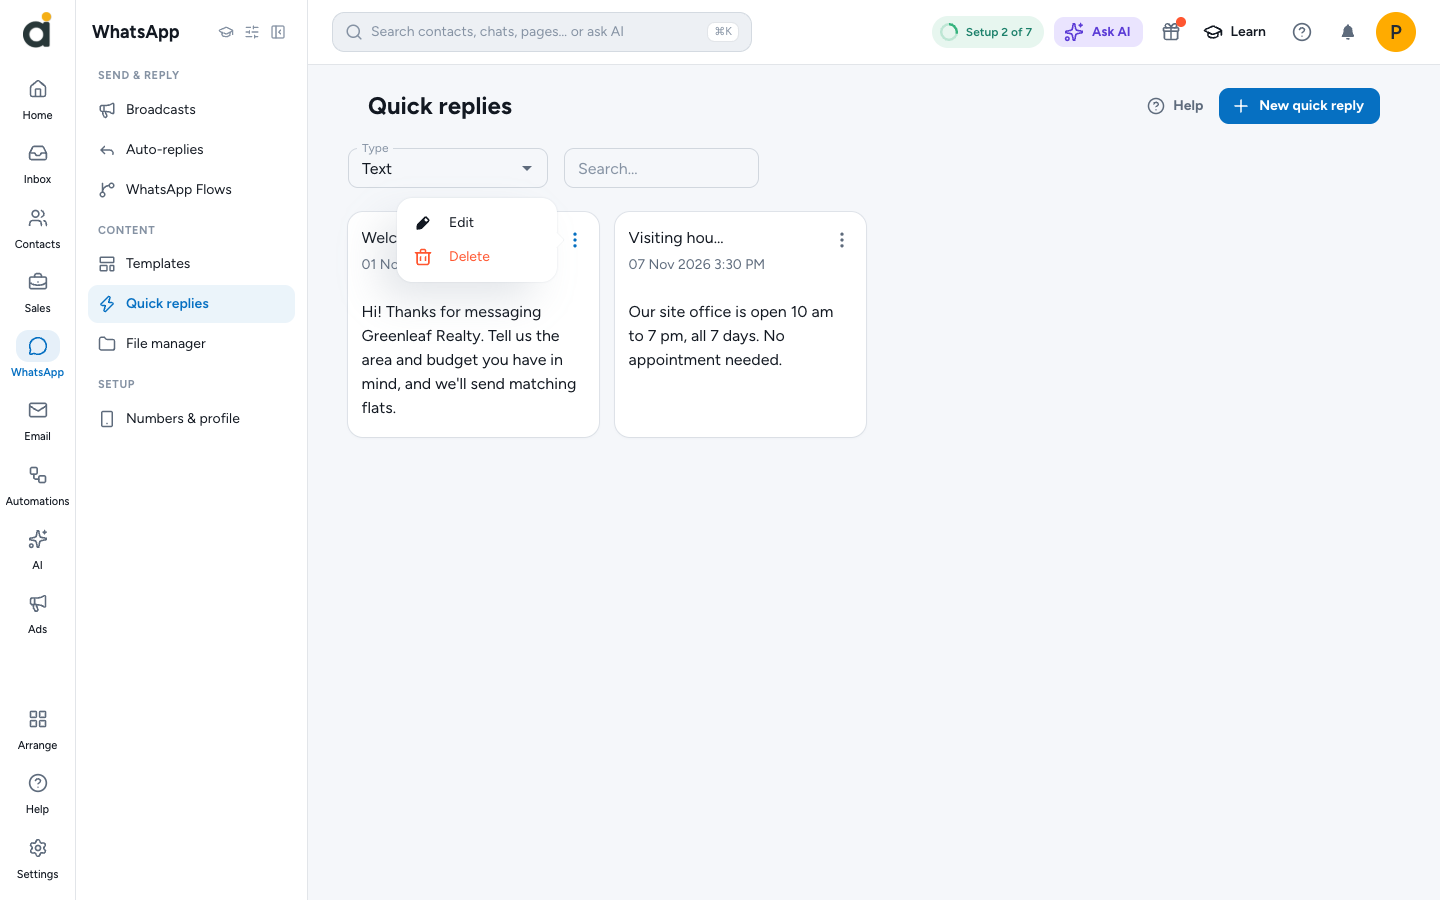 WhatsApp
Search contacts, chats, pages... or ask AI
⌘K
Setup 2 of 7
Ask AI
Learn
P
Home
Inbox
Contacts
Sales
WhatsApp
Email
Automations
AI
Ads
Arrange
Help
Settings
SEND & REPLY
Broadcasts
Auto-replies
WhatsApp Flows
CONTENT
Templates
Quick replies
File manager
SETUP
Numbers & profile
Quick replies
Help
New quick reply
Type
Text
Search...
Edit
Delete
Welc
01 No
Hi! Thanks for messaging
Greenleaf Realty. Tell us the
area and budget you have in
mind, and we'll send matching
flats.
Visiting hou...
07 Nov 2026 3:30 PM
Our site office is open 10 am
to 7 pm, all 7 days. No
appointment needed.